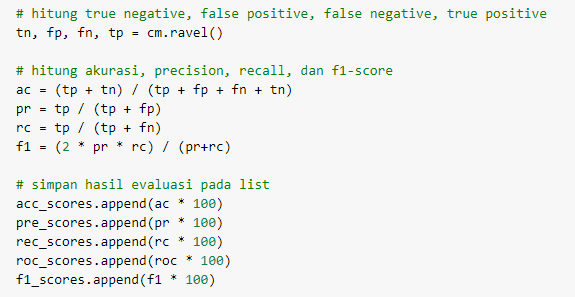 # hitung true negative, false positive, false negative, true positive
tn, fp, fn, tp = cm.ravel()
# hitung akurasi, precision, recall, dan f1-score
ac = (tp + tn) / (tp + fp + fn + tn)
pr = tp / (tp + fp)
rc = tp / (tp + fn)
f1 = (2 * pr * rc) / (pr+rc)
# simpan hasil evaluasi pada list
acc_scores.append(ac * 100)
pre_scores.append(pr * 100)
rec_scores.append(rc * 100)
roc_scores.append(roc * 100)
f1_scores.append(f1 * 100)